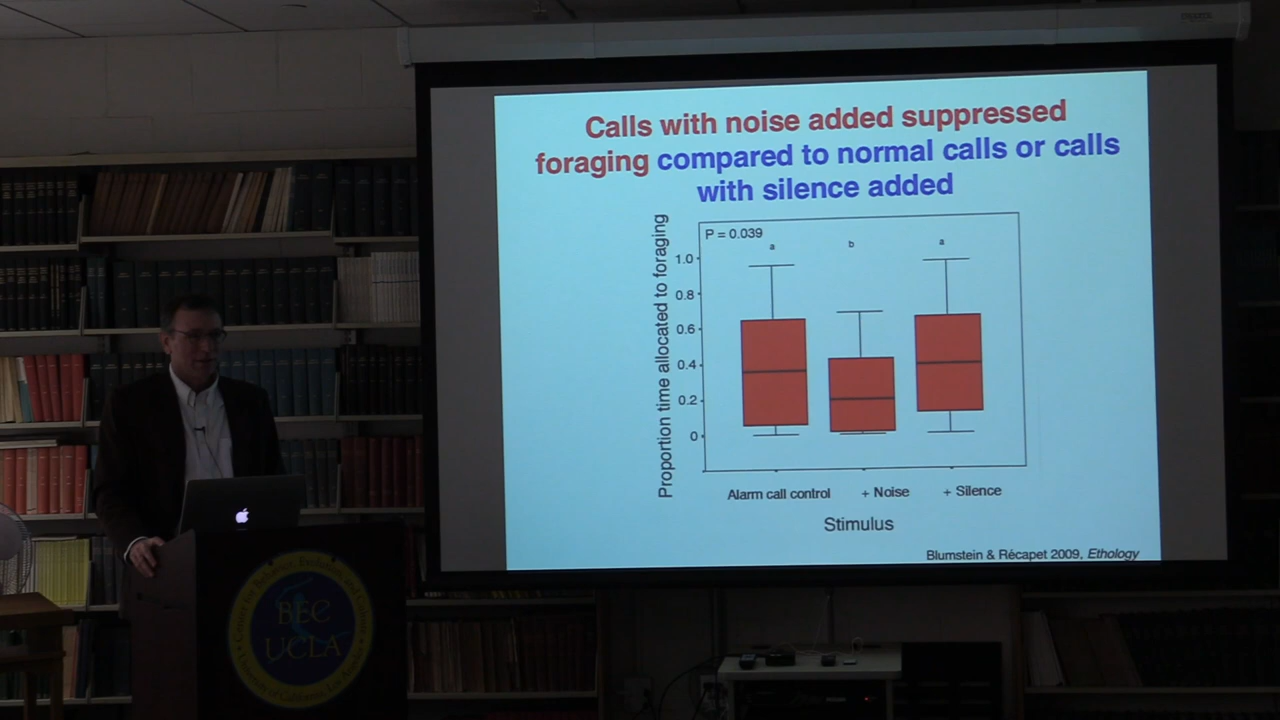 Calls with noise added suppressed
foraging compared to normal calls or calls
with silence added
P = 0.039
a
b
a
Proportion time allocated to foraging
1.0
0.8
0.6
0.4
0.2
0
Alarm call control
+ Noise
+ Silence
Stimulus
Blumstein & Récapet 2009, Ethology
BEC
UCLA